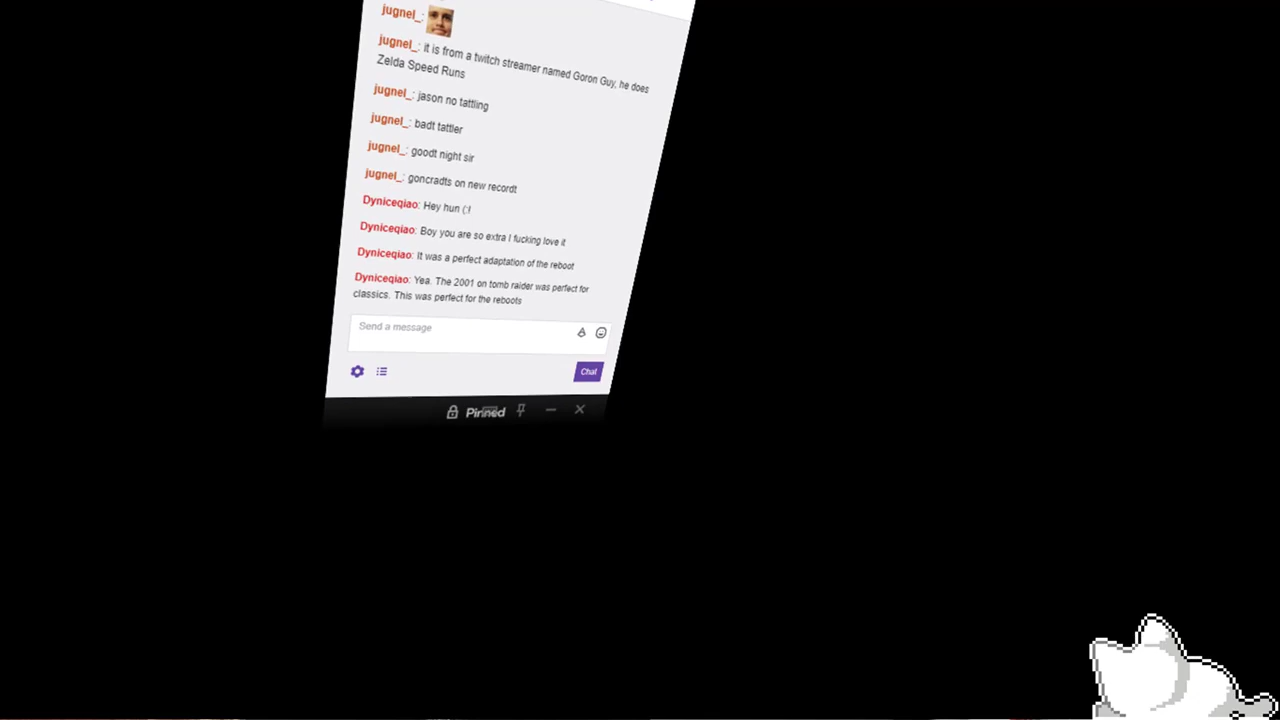 jugnel_:
jugnel_: it is from a twitch streamer named Goron Guy, he does
Zelda Speed Runs
jugnel_: jason no tattling
jugnel_: badt tattler
jugnel_: goodt night sir
jugnel_: goncradts on new recordt
Dyniceqiao: Hey hun (:!
Dyniceqiao: Boy you are so extra I fucking love it
Dyniceqiao: It was a perfect adaptation of the reboot
Dyniceqiao: Yea. The 2001 on tomb raider was perfect for
classics. This was perfect for the reboots
Send a message
Chat
Pinned